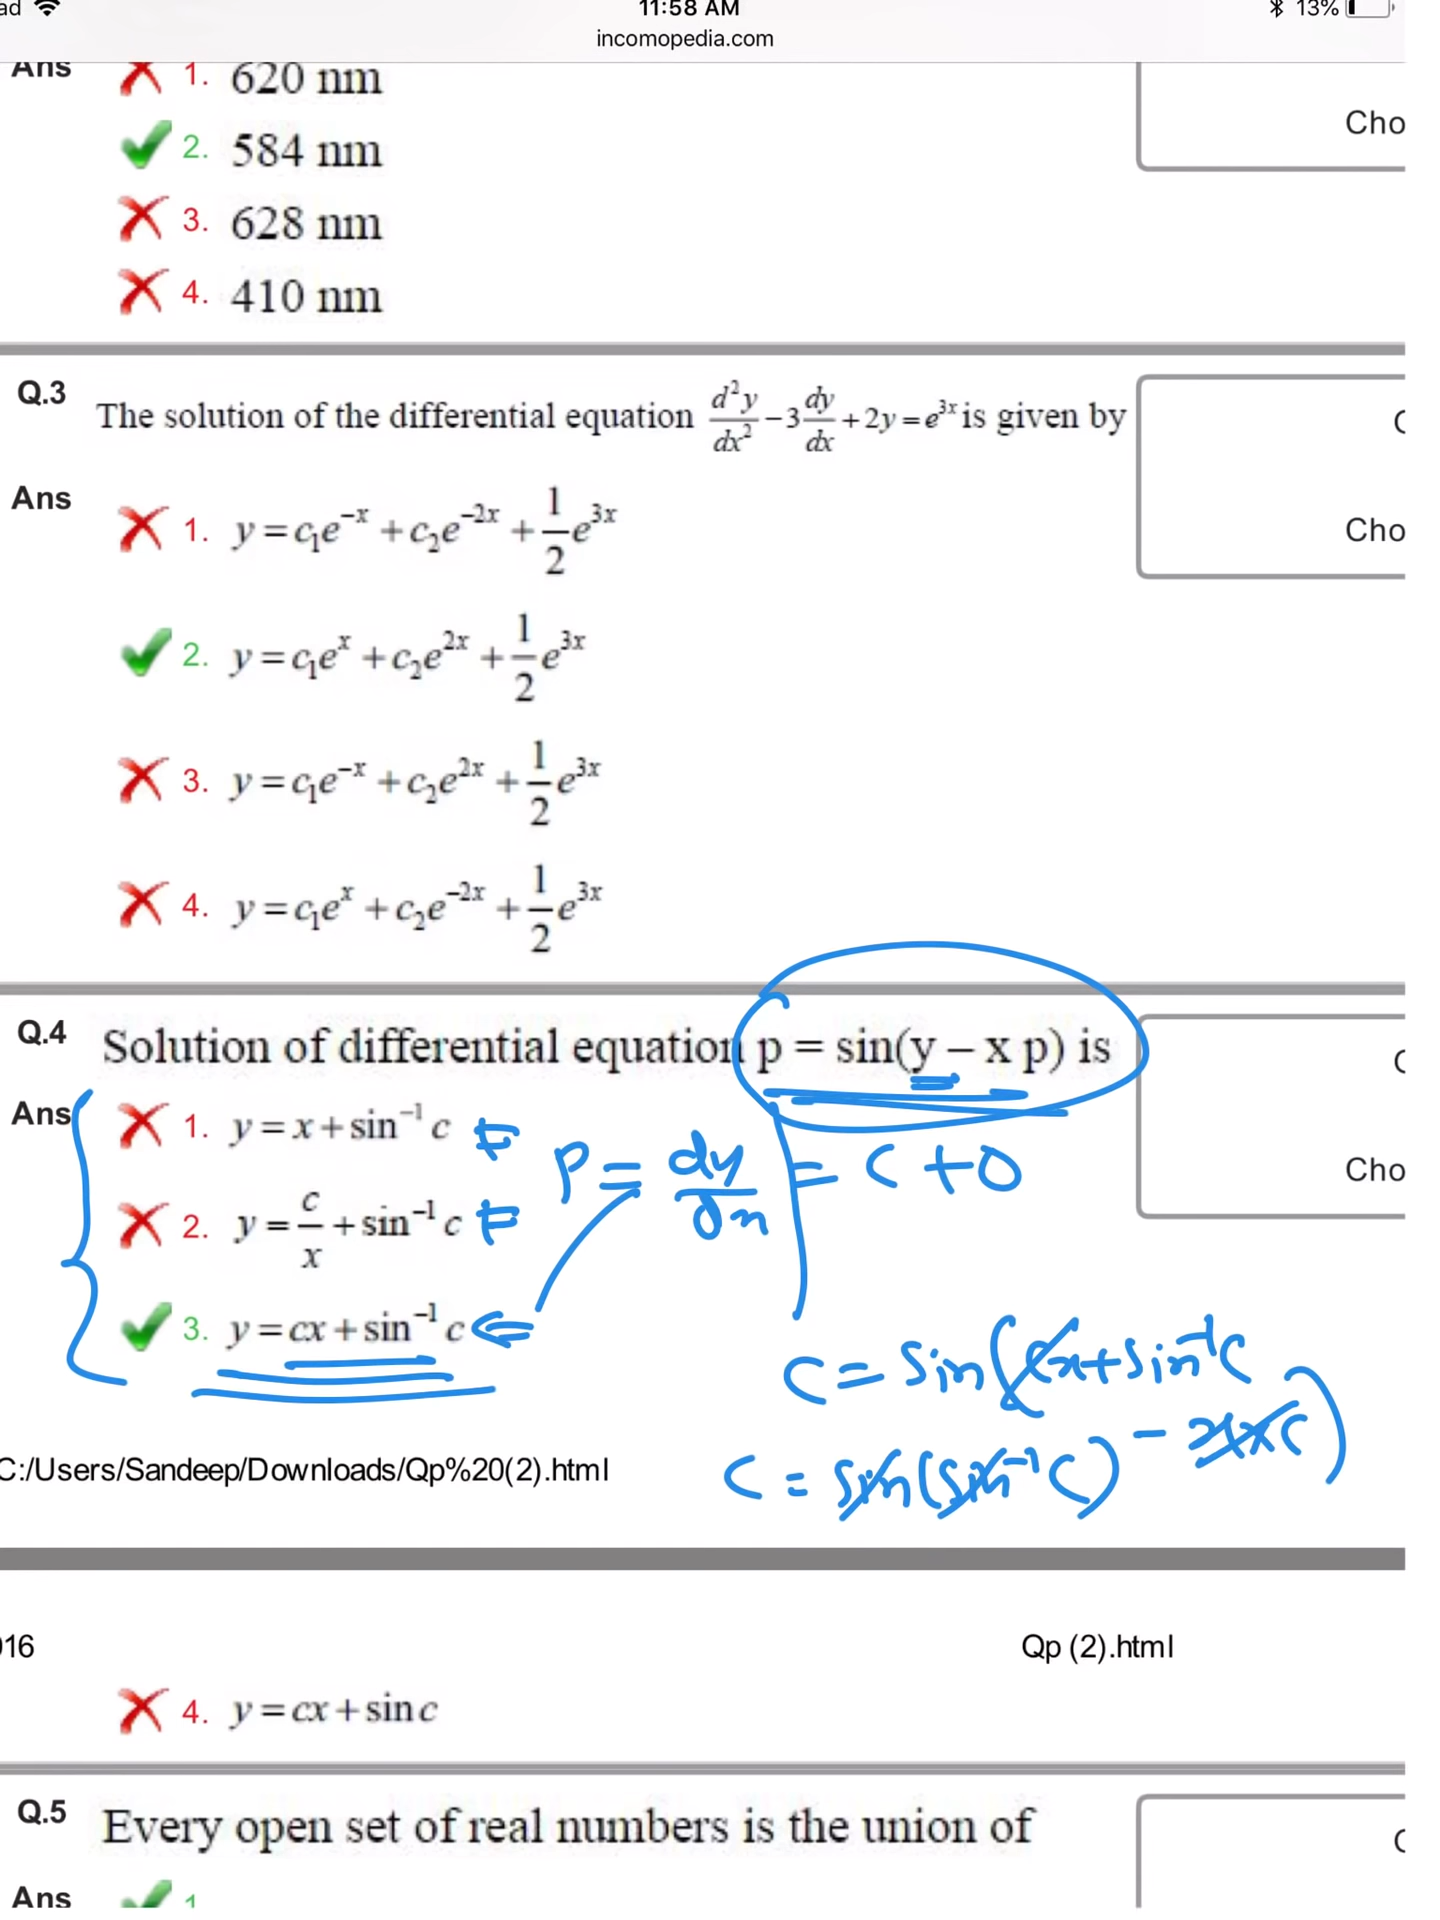 ad 11:58 AM 13%
incomopedia.com
Ans 1. 620 nm
Cho
2. 584 nm
3. 628 nm
4. 410 nm
Q.3 The solution of the differential equation d²y/dx² − 3 dy/dx + 2y = e^{3x} is given by
Ans
1. y = c₁e^{−x} + c₂e^{−2x} + 1/2 e^{3x}
Cho
2. y = c₁e^{x} + c₂e^{2x} + 1/2 e^{3x}
3. y = c₁e^{−x} + c₂e^{2x} + 1/2 e^{3x}
4. y = c₁e^{x} + c₂e^{−2x} + 1/2 e^{3x}
Q.4 Solution of differential equation p = sin(y − x p) is
Ans 1. y = x + sin⁻¹ c
P = dy/dx = c + 0
Cho
2. y = c/x + sin⁻¹ c
3. y = cx + sin⁻¹ c
c = sin(cx + sin⁻¹c
c = sin(sin⁻¹c)
C:/Users/Sandeep/Downloads/Qp%20(2).html
016 Qp (2).html
4. y = cx + sin c
Q.5 Every open set of real numbers is the union of
Ans 1